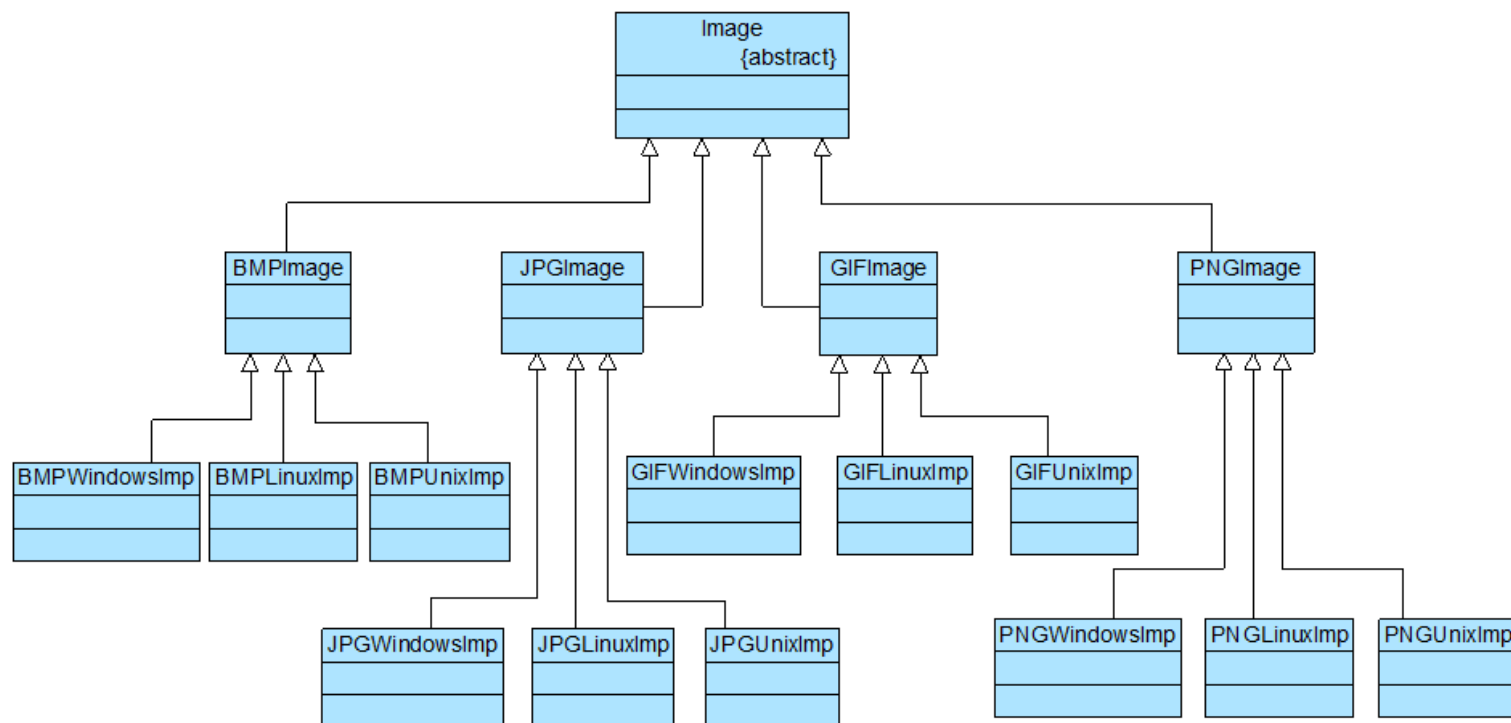 Image
{abstract}
BMPImage
JPGImage
GIFImage
PNGImage
BMPWindowsImp
BMPLinuxImp
BMPUnixImp
GIFWindowsImp
GIFLinuxImp
GIFUnixImp
JPGWindowsImp
JPGLinuxImp
JPGUnixImp
PNGWindowsImp
PNGLinuxImp
PNGUnixImp